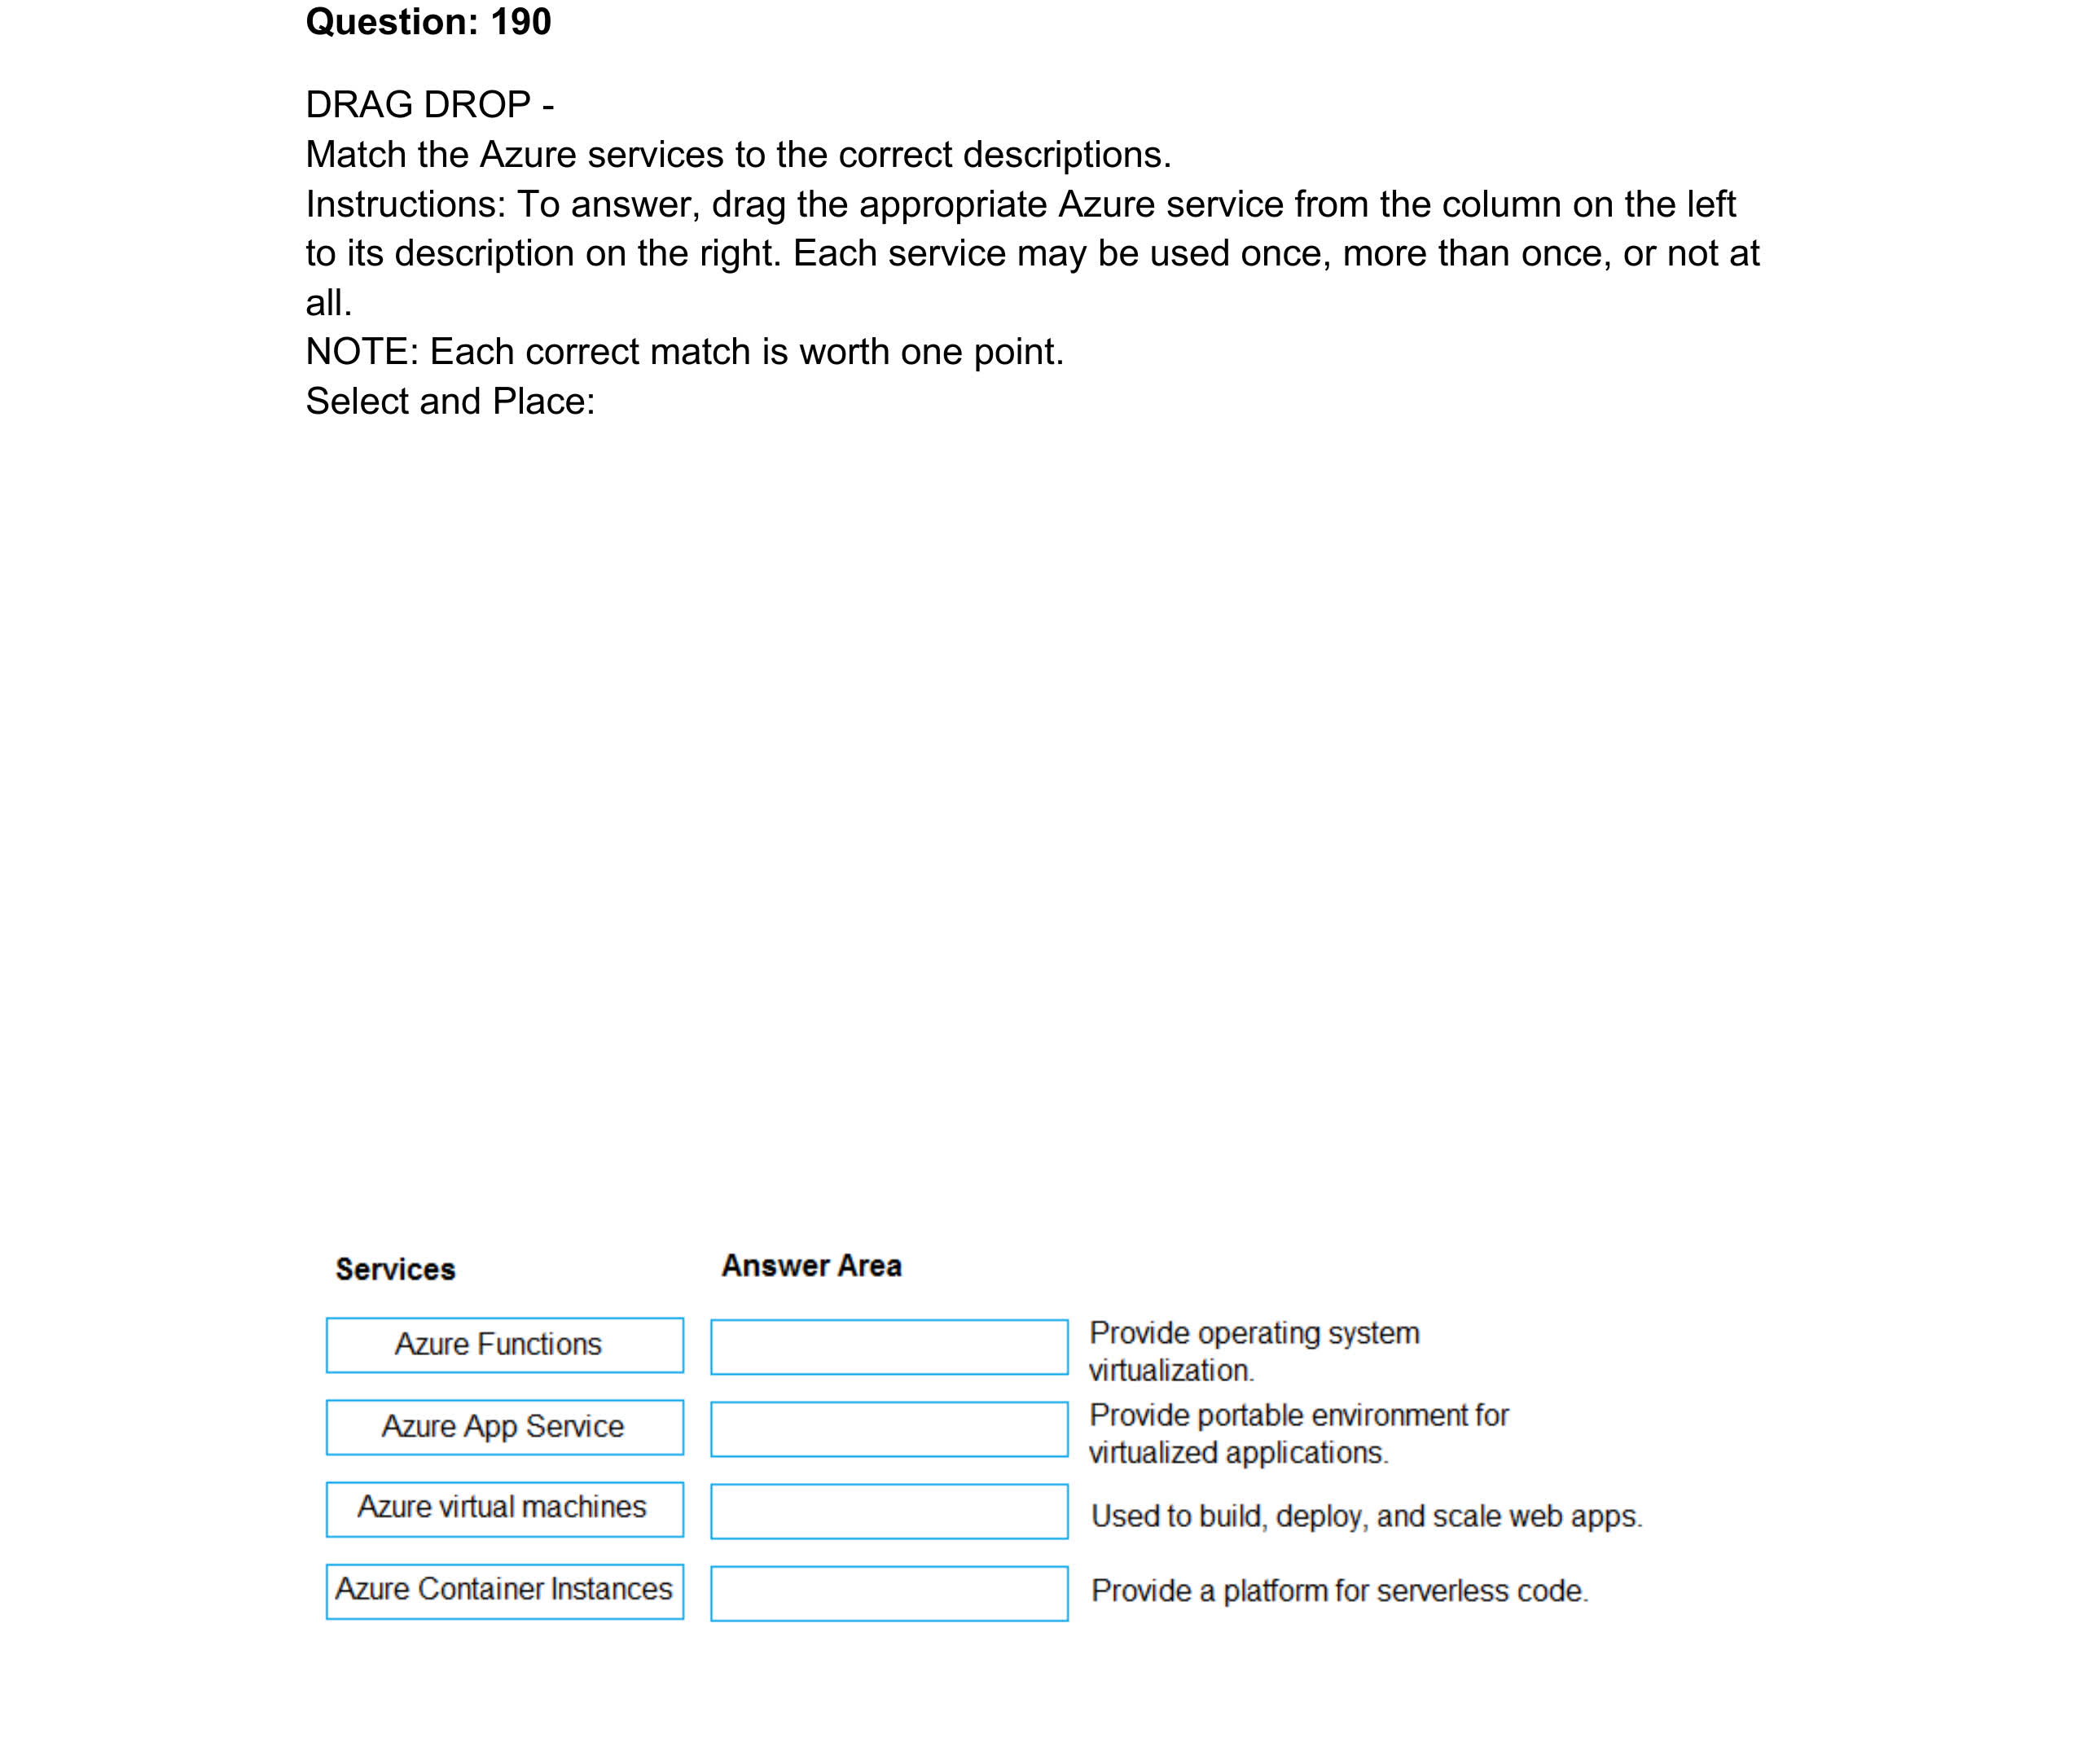 Question: 190
DRAG DROP -
Match the Azure services to the correct descriptions.
Instructions: To answer, drag the appropriate Azure service from the column on the left
to its description on the right. Each service may be used once, more than once, or not at
all.
NOTE: Each correct match is worth one point.
Select and Place:
Services
Answer Area
Azure Functions
Provide operating system
virtualization.
Azure App Service
Provide portable environment for
virtualized applications.
Azure virtual machines
Used to build, deploy, and scale web apps.
Azure Container Instances
Provide a platform for serverless code.